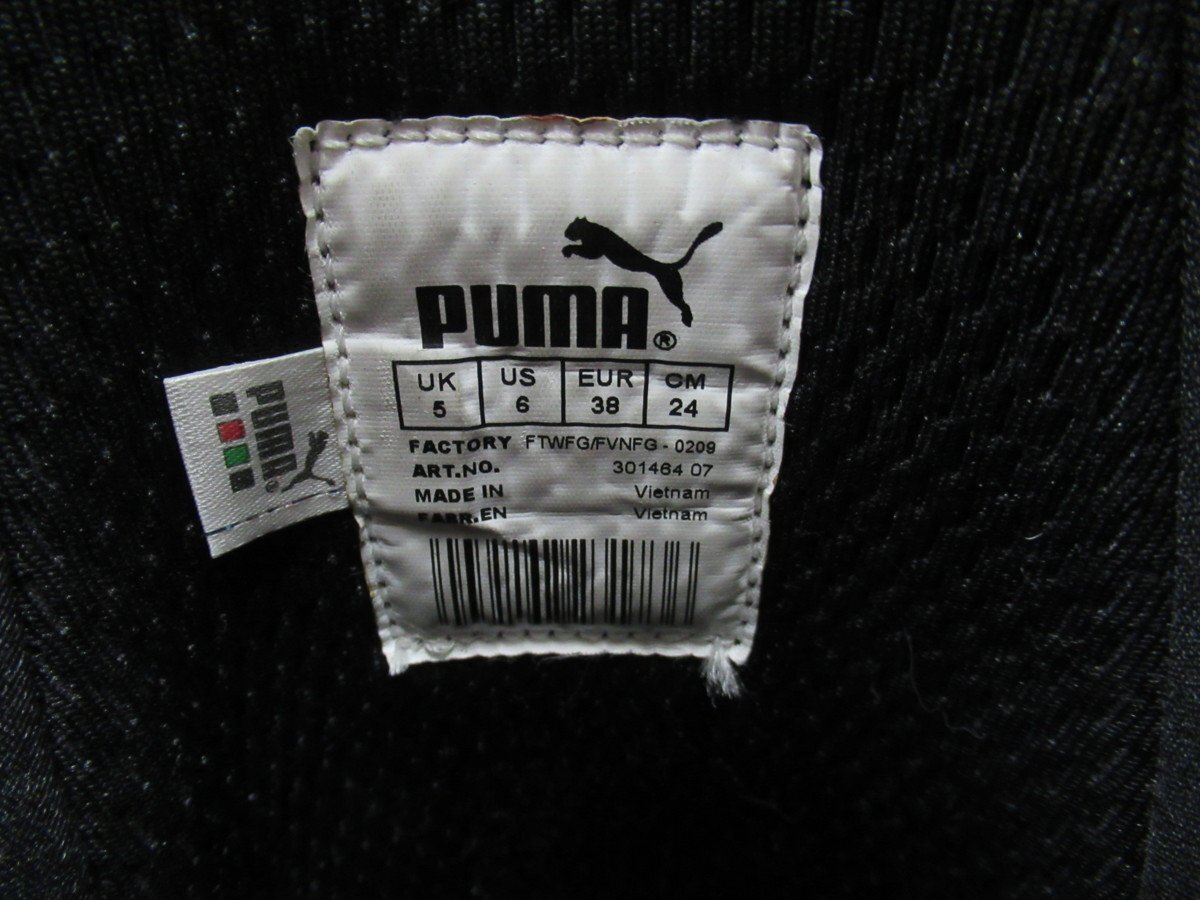 PUMA®
UK US EUR CM
5 6 38 24
FACTORY FTWFG/FVNFG - 0209
ART.NO. 301464 07
MADE IN Vietnam
FABR.EN Vietnam
PUMA®